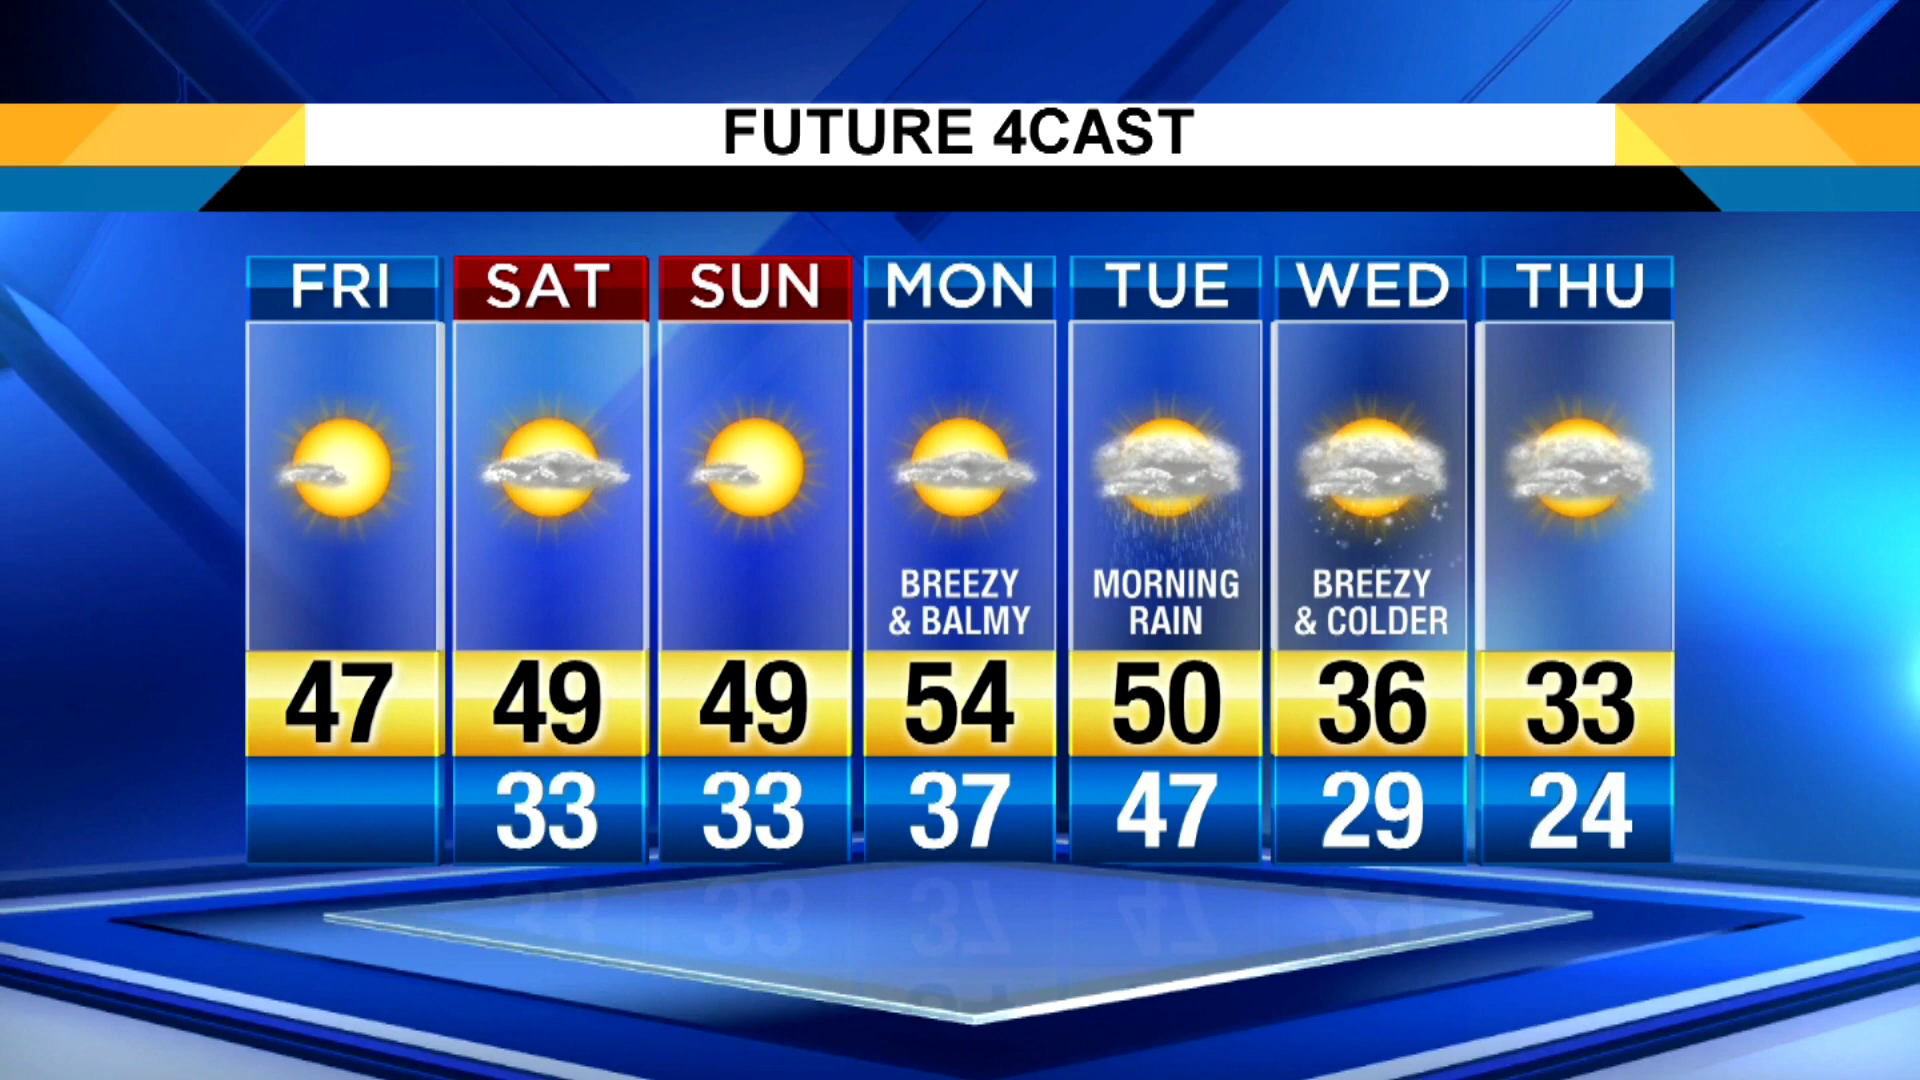 FUTURE 4CAST
FRI SAT SUN MON TUE WED THU
BREEZY
& BALMY
MORNING
RAIN
BREEZY
& COLDER
47 49 49 54 50 36 33
33 33 37 47 29 24